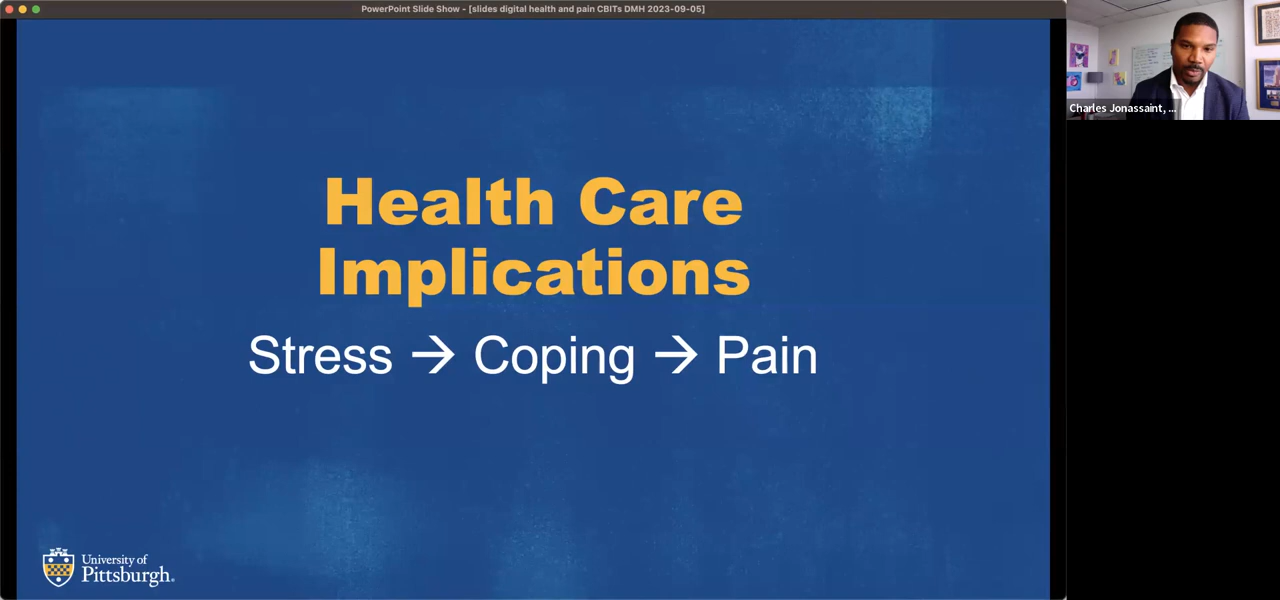 PowerPoint Slide Show - [slides digital health and pain CBITs DMH 2023-09-05]
Charles Jonassaint, ...
Health Care
Implications
Stress → Coping → Pain
University of
Pittsburgh®